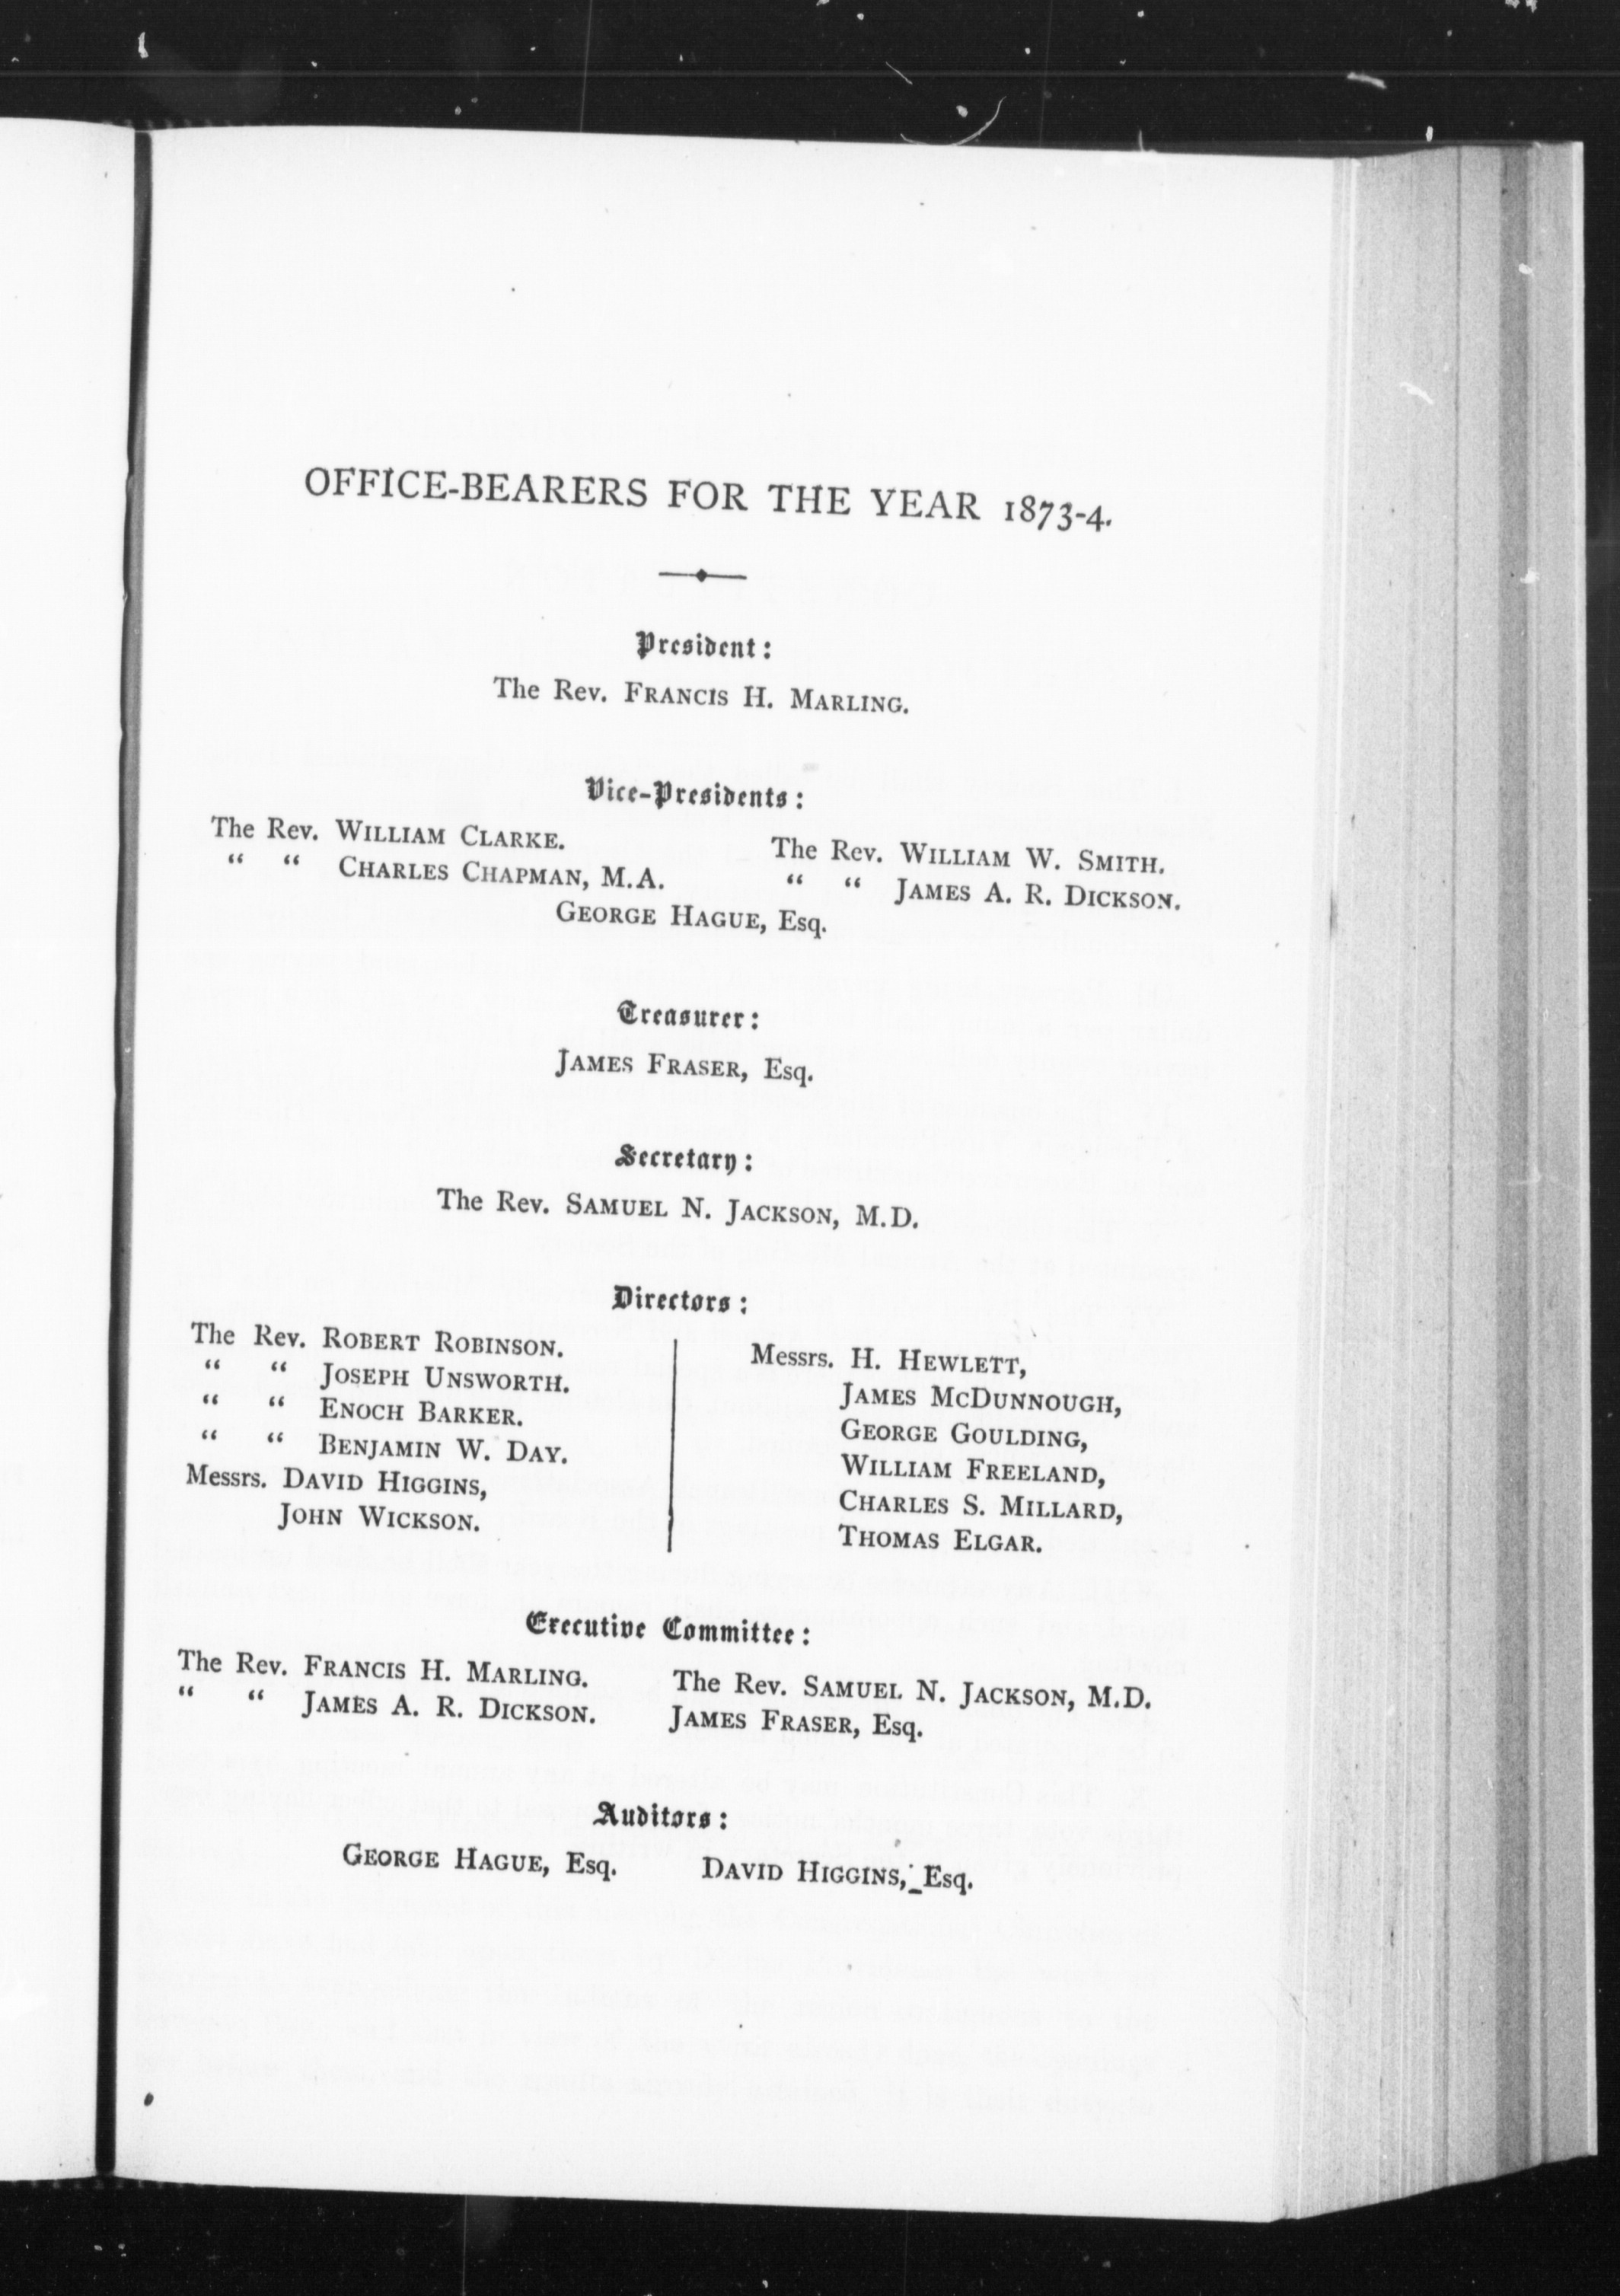 OFFICE-BEARERS FOR THE YEAR 1873-4.
President:
The Rev. FRANCIS H. MARLING.
Vice-Presidents:
The Rev. WILLIAM CLARKE.
“ “ CHARLES CHAPMAN, M.A.
The Rev. WILLIAM W. SMITH.
“ “ JAMES A. R. DICKSON.
GEORGE HAGUE, Esq.
Treasurer:
JAMES FRASER, Esq.
Secretary:
The Rev. SAMUEL N. JACKSON, M.D.
Directors:
The Rev. ROBERT ROBINSON.
“ “ JOSEPH UNSWORTH.
“ “ ENOCH BARKER.
“ “ BENJAMIN W. DAY.
Messrs. DAVID HIGGINS,
JOHN WICKSON.
Messrs. H. HEWLETT,
JAMES MCDUNNOUGH,
GEORGE GOULDING,
WILLIAM FREELAND,
CHARLES S. MILLARD,
THOMAS ELGAR.
Executive Committee:
The Rev. FRANCIS H. MARLING.
“ “ JAMES A. R. DICKSON.
The Rev. SAMUEL N. JACKSON, M.D.
JAMES FRASER, Esq.
Auditors:
GEORGE HAGUE, Esq. DAVID HIGGINS, Esq.